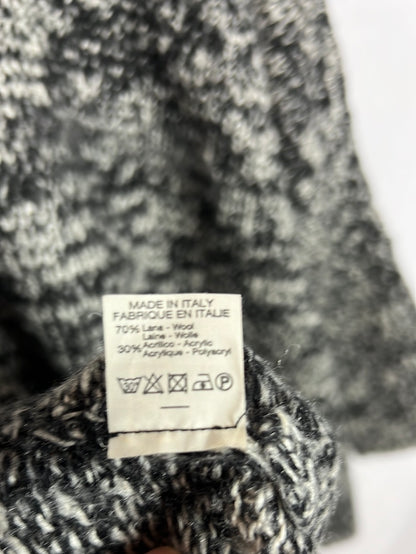 MADE IN ITALY
FABRIQUE EN ITALIE
70% Lana - Wool
Laine - Wolle
30% Acrilico - Acrylic
Acrylique - Polyacryl
P